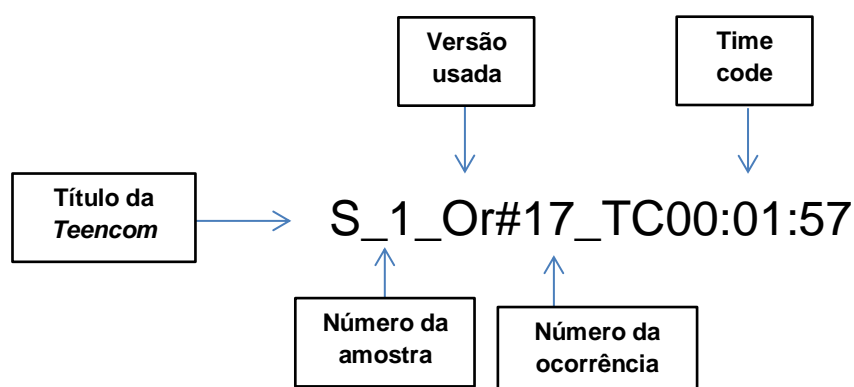 Versão
usada
Time
code
Título da
Teencom
S_1_Or#17_TC00:01:57
Número da
amostra
Número da
ocorrência